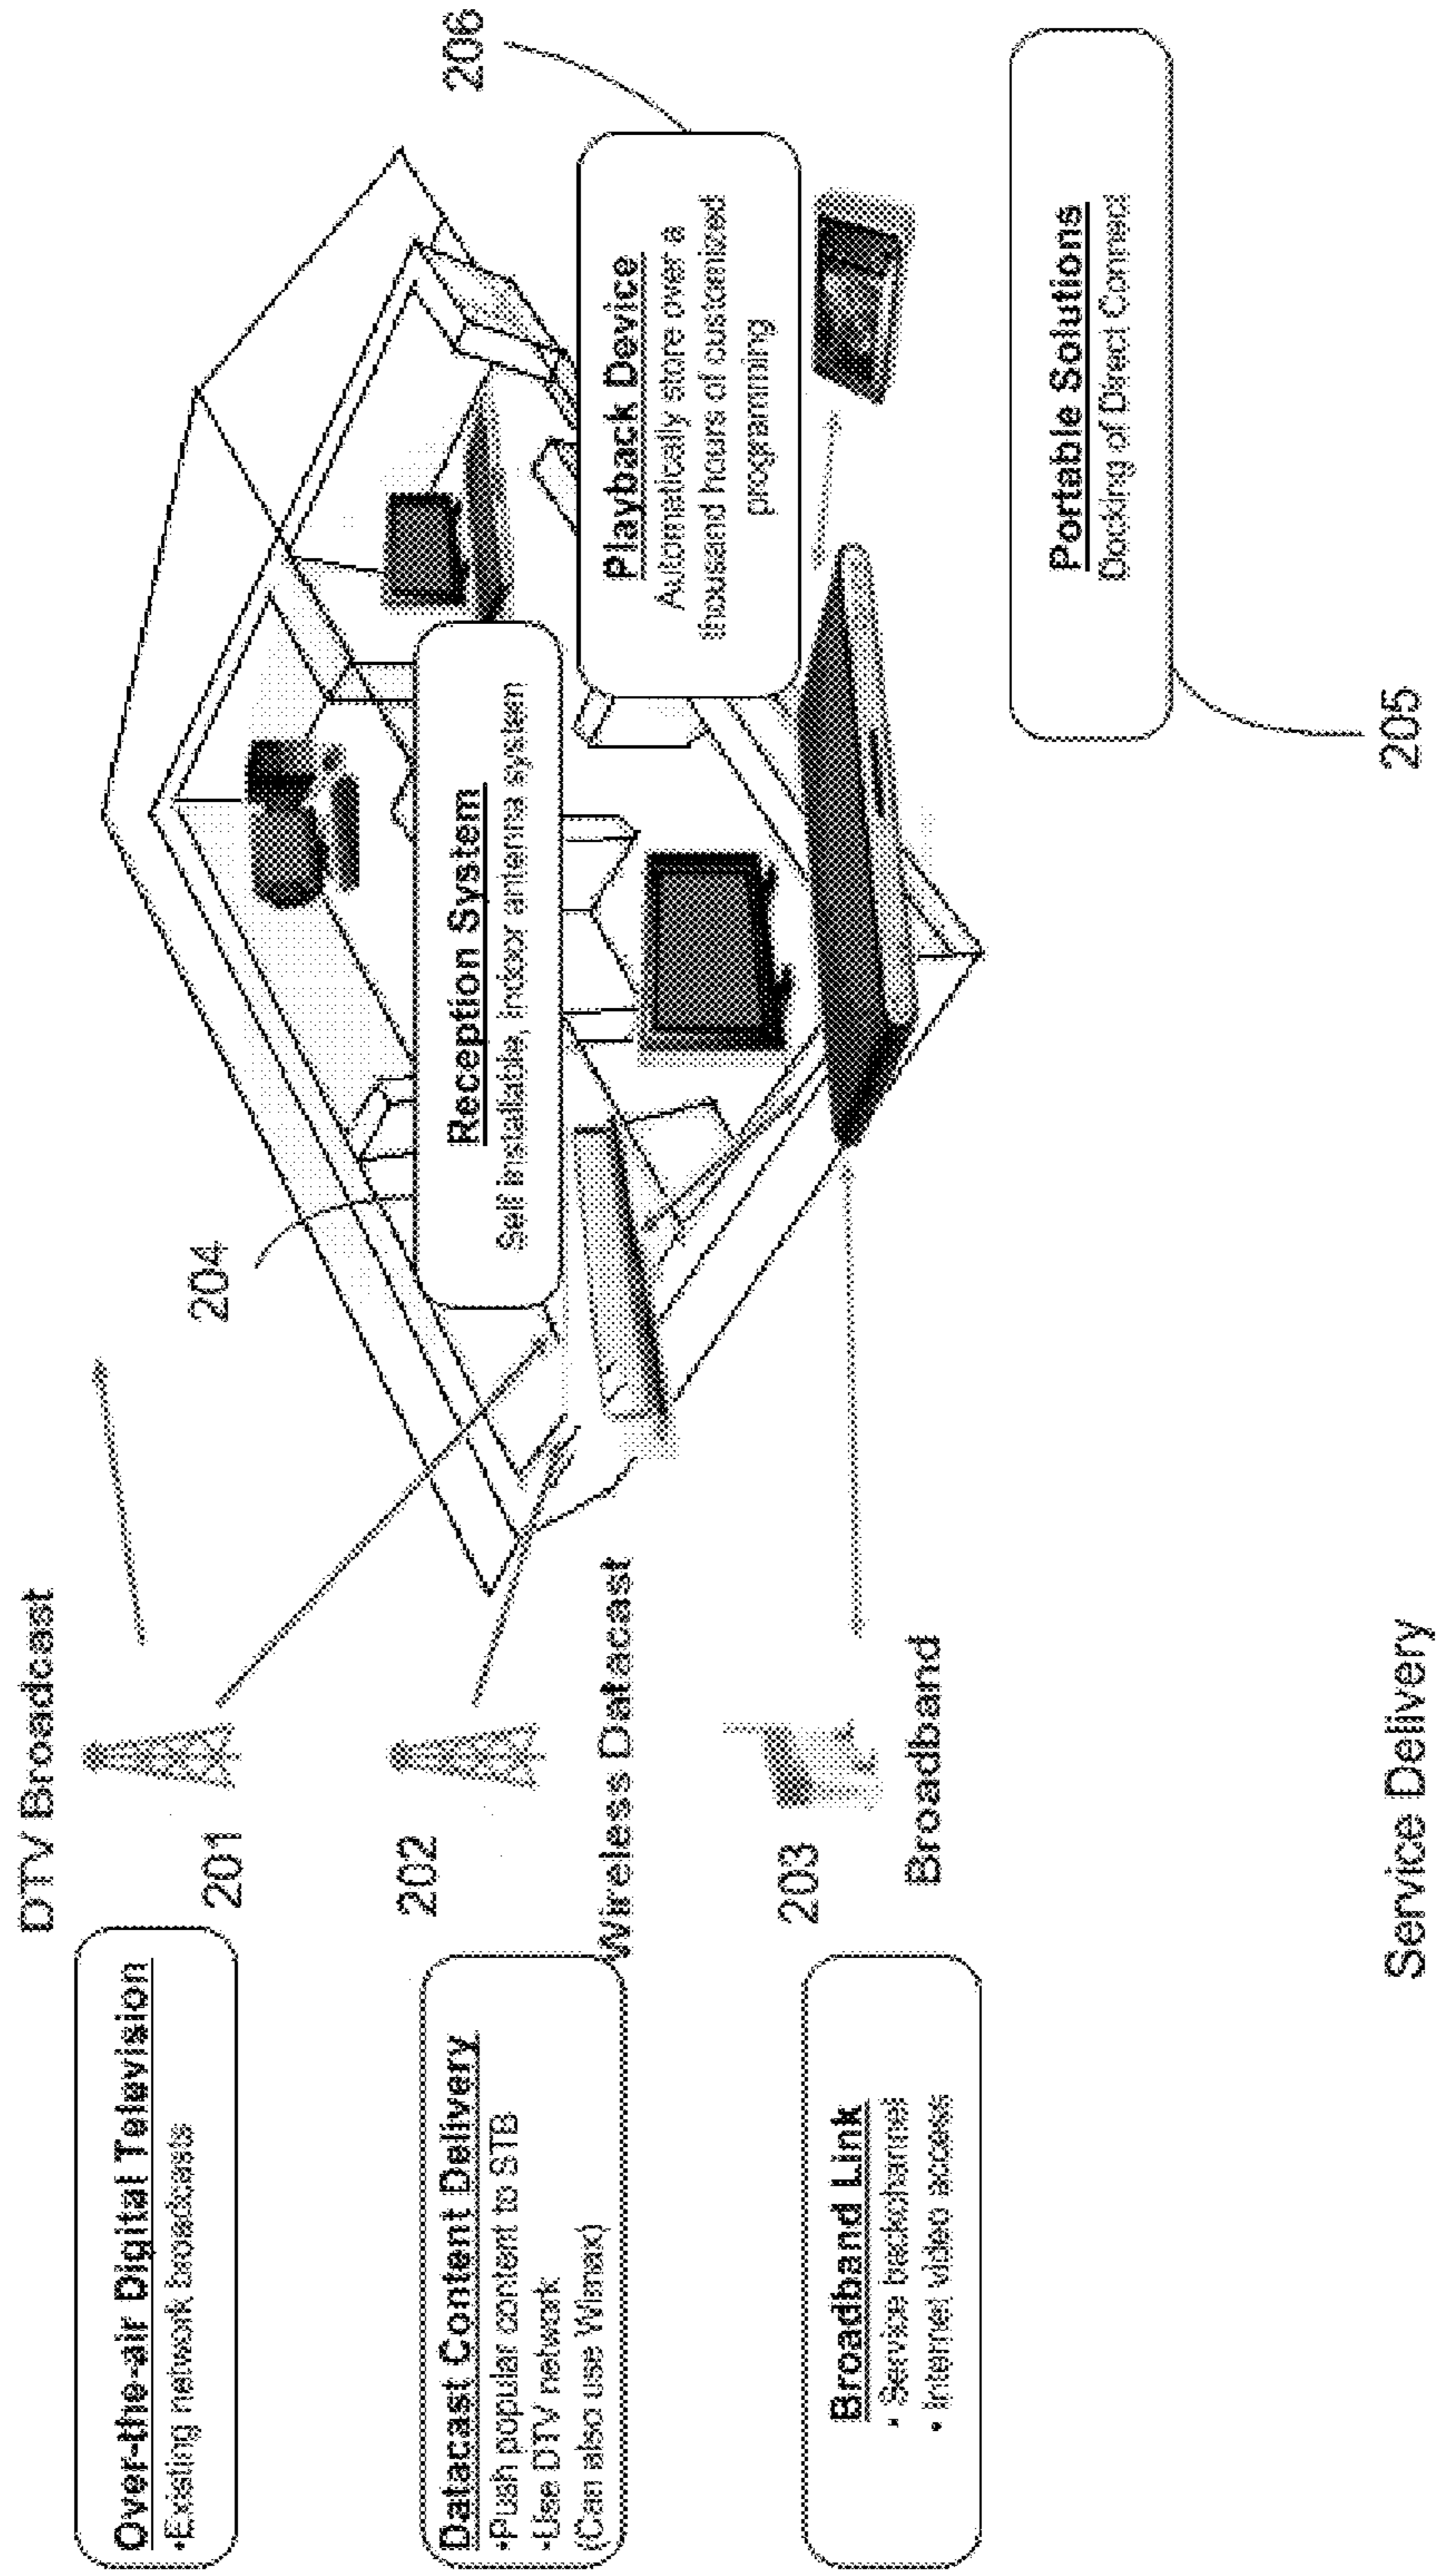 DTV Broadcast
Over-the-air Digital Television
•Existing network broadcasts
201
Datacast Content Delivery
•Push popular content to STB
•Use DTV network
(Can also use Wimax)
202
Wireless Datacast
Broadband Link
• Service backchannel
• Internet video access
203
Broadband
204
Reception System
Self installable, indoor antenna system
206
Playback Device
Automatically store over a
thousand hours of customized
programming
Portable Solutions
Docking of Direct Connect
205
Service Delivery